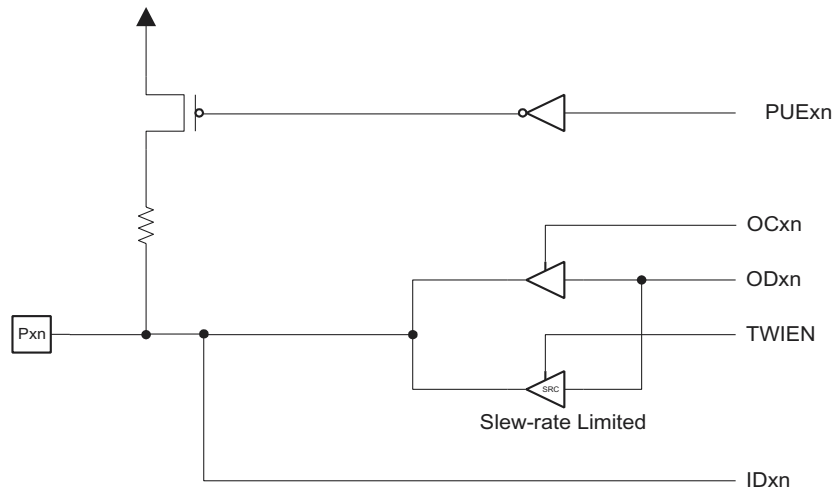 PUExn
OCxn
ODxn
Pxn
TWIEN
SRC
Slew-rate Limited
IDxn